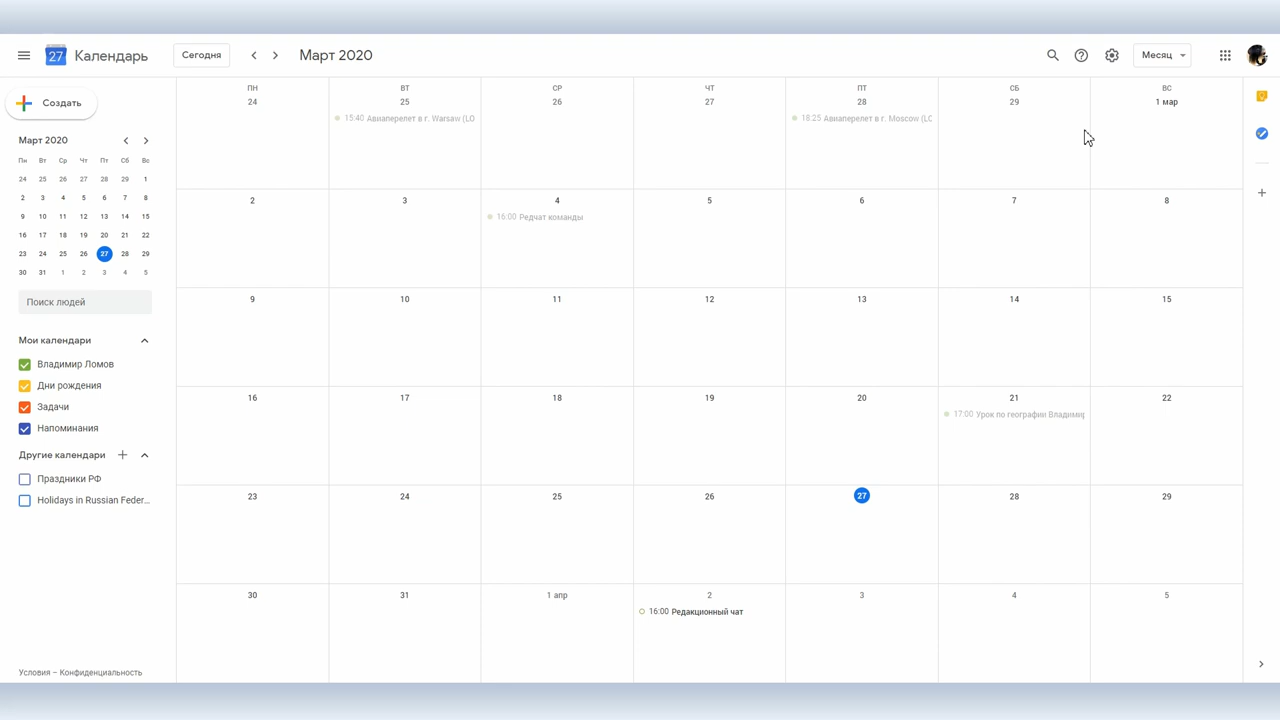 27 Календарь Сегодня Март 2020 Месяц
Создать
Март 2020
Пн Вт Ср Чт Пт Сб Вс
24 25 26 27 28 29 1
2 3 4 5 6 7 8
9 10 11 12 13 14 15
16 17 18 19 20 21 22
23 24 25 26 27 28 29
30 31 1 2 3 4 5
Поиск людей
Мои календари
Владимир Ломов
Дни рождения
Задачи
Напоминания
Другие календари
Праздники РФ
Holidays in Russian Feder...
Условия – Конфиденциальность
ПН ВТ СР ЧТ ПТ СБ ВС
24 25 26 27 28 29 1 мар
15:40 Авиаперелет в г. Warsaw (LO
18:25 Авиаперелет в г. Moscow (LC
2 3 4 5 6 7 8
16:00 Редчат команды
9 10 11 12 13 14 15
16 17 18 19 20 21 22
17:00 Урок по географии Владимир
23 24 25 26 27 28 29
30 31 1 апр 2 3 4 5
16:00 Редакционный чат